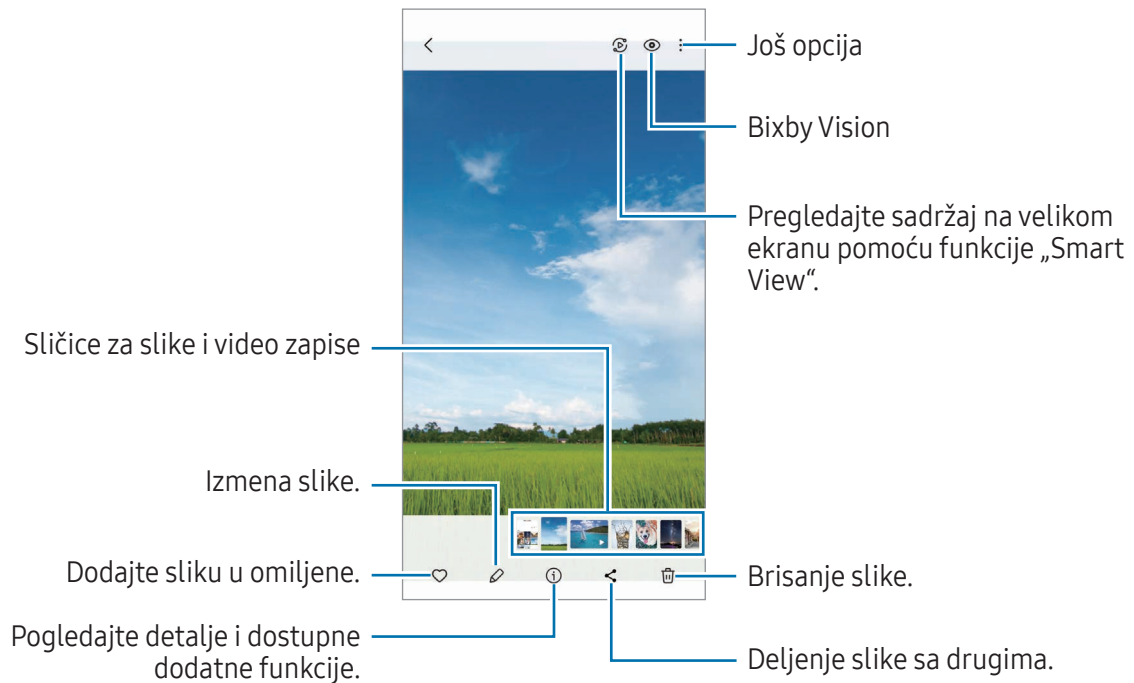 Još opcija
Bixby Vision
Pregledajte sadržaj na velikom
ekranu pomoću funkcije „Smart
View“.
Sličice za slike i video zapise
Izmena slike.
Dodajte sliku u omiljene.
Brisanje slike.
Pogledajte detalje i dostupne
dodatne funkcije.
Deljenje slike sa drugima.